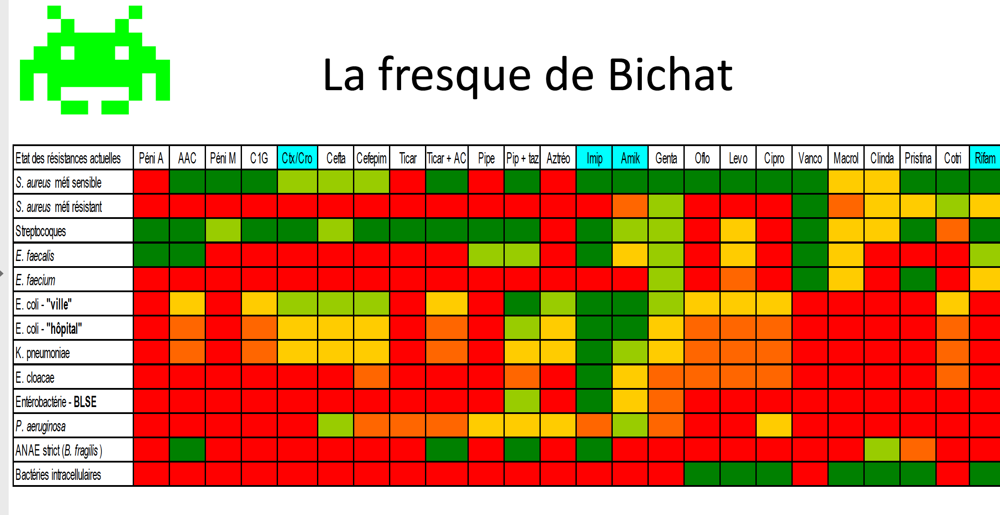 La fresque de Bichat
Etat des résistances actuelles Péni A AAC Péni M C1G Ctx/Cro Cefta Cefepim Ticar Ticar + AC Pipe Pip + taz Aztréo Imip Amik Genta Oflo Levo Cipro Vanco Macrol Clinda Pristina Cotri Rifam
S. aureus méti sensible
S. aureus méti résistant
Streptocoques
E. faecalis
E. faecium
E. coli - "ville"
E. coli - "hôpital"
K. pneumoniae
E. cloacae
Entérobactérie - BLSE
P. aeruginosa
ANAE strict (B. fragilis )
Bactéries intracellulaires